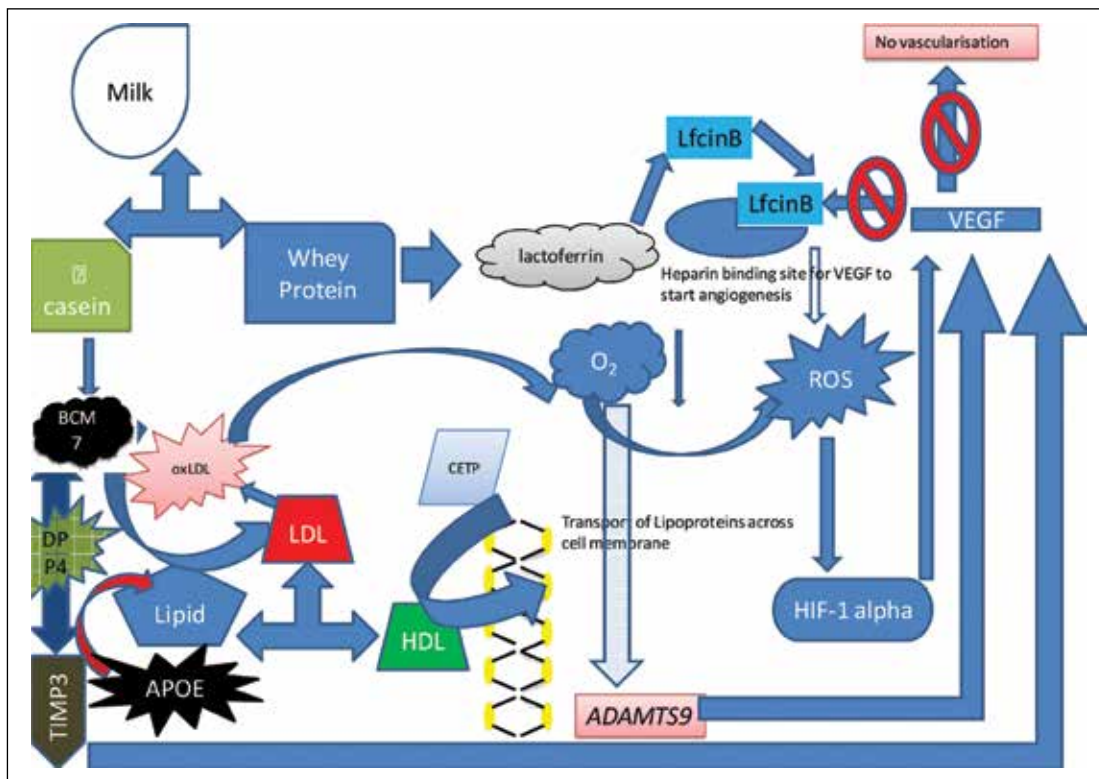 No vascularisation
Milk
LfcinB
LfcinB
VEGF
Whey
Protein
lactoferrin
casein
Heparin binding site for VEGF to
start angiogenesis
O₂
ROS
BCM
7
oxLDL
CETP
LDL
Transport of Lipoproteins across
cell membrane
DP
P4
Lipid
HDL
HIF-1 alpha
TIMP3
APOE
ADAMTS9